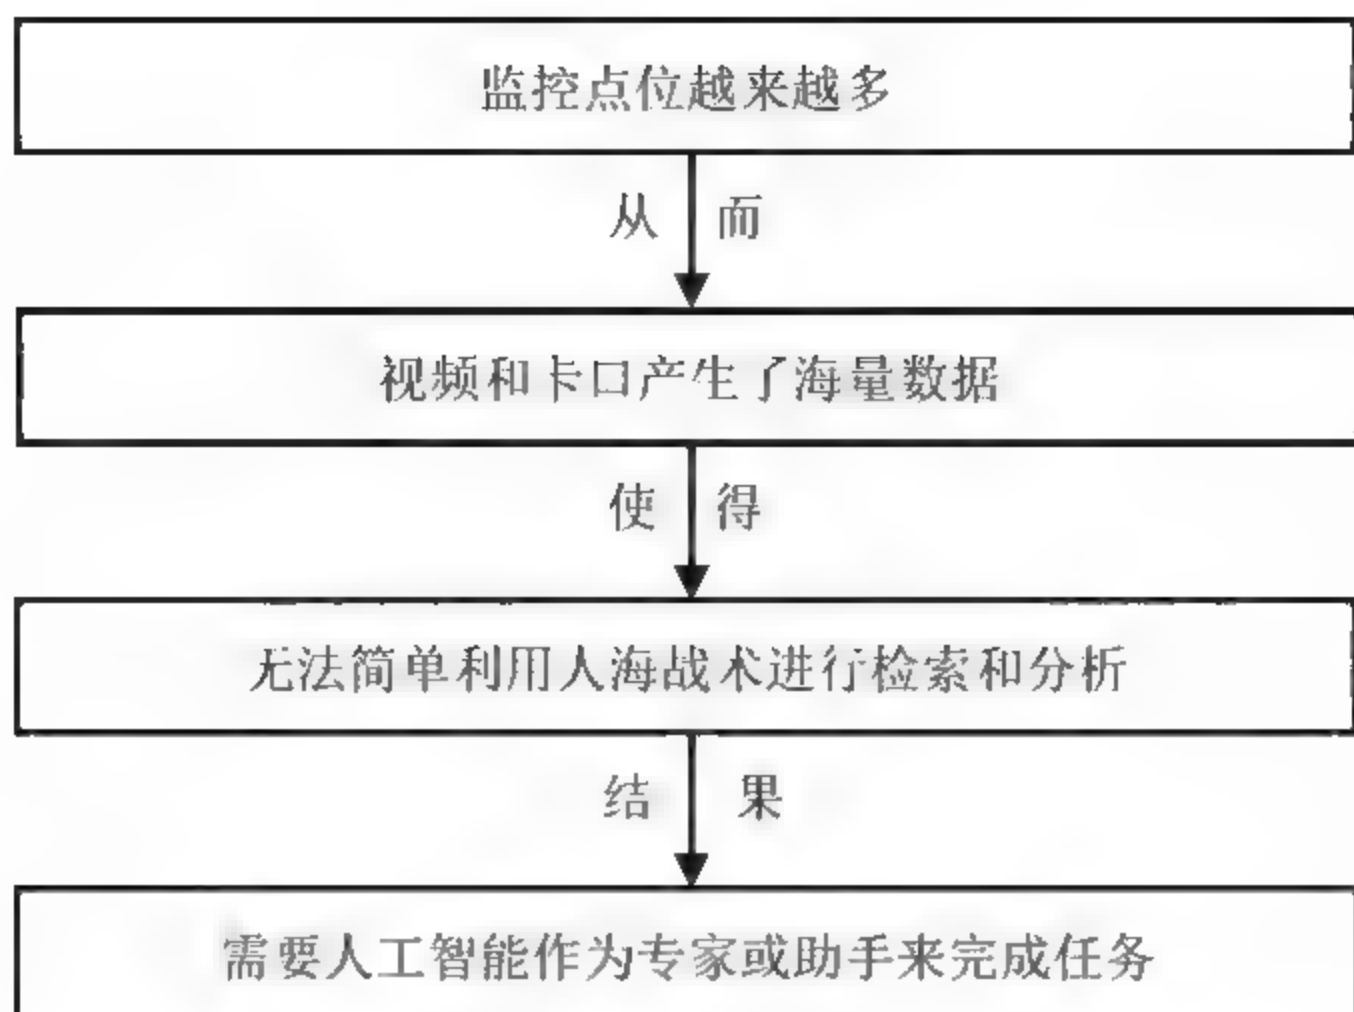 监控点位越来越多
从 而
视频和卡口产生了海量数据
使 得
无法简单利用人海战术进行检索和分析
结 果
需要人工智能作为专家或助手来完成任务